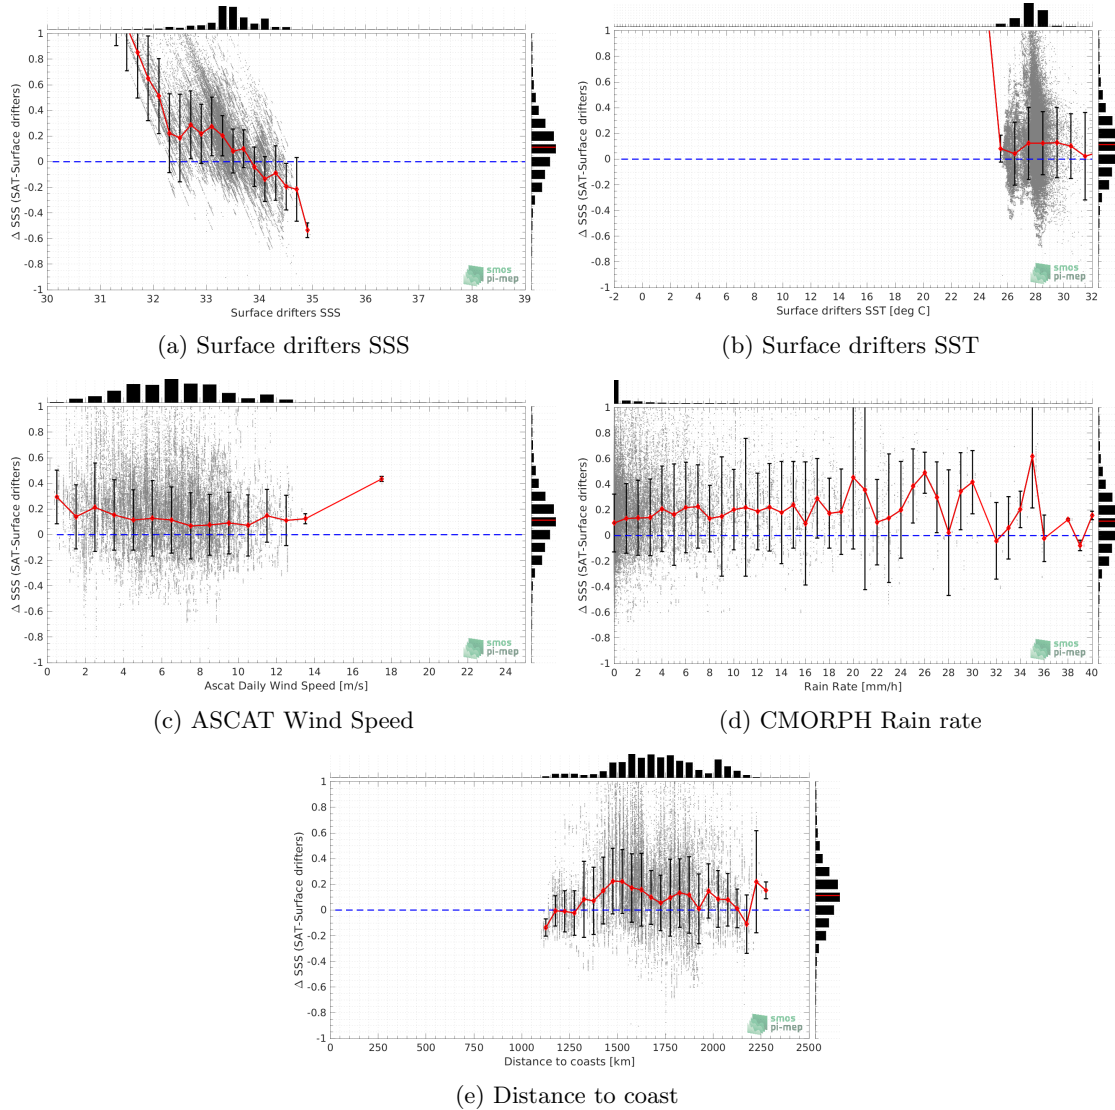 1
0.8
0.6
0.4
0.2
0
-0.2
-0.4
-0.6
-0.8
-1
Δ SSS (SAT-Surface drifters)
smos
pi-mep
30 31 32 33 34 35 36 37 38 39
Surface drifters SSS
(a) Surface drifters SSS
1
0.8
0.6
0.4
0.2
0
-0.2
-0.4
-0.6
-0.8
-1
Δ SSS (SAT-Surface drifters)
smos
pi-mep
-2 0 2 4 6 8 10 12 14 16 18 20 22 24 26 28 30 32
Surface drifters SST [deg C]
(b) Surface drifters SST
1
0.8
0.6
0.4
0.2
0
-0.2
-0.4
-0.6
-0.8
-1
Δ SSS (SAT-Surface drifters)
smos
pi-mep
0 2 4 6 8 10 12 14 16 18 20 22 24
Ascat Daily Wind Speed [m/s]
(c) ASCAT Wind Speed
1
0.8
0.6
0.4
0.2
0
-0.2
-0.4
-0.6
-0.8
-1
Δ SSS (SAT-Surface drifters)
smos
pi-mep
0 2 4 6 8 10 12 14 16 18 20 22 24 26 28 30 32 34 36 38 40
Rain Rate [mm/h]
(d) CMORPH Rain rate
1
0.8
0.6
0.4
0.2
0
-0.2
-0.4
-0.6
-0.8
-1
Δ SSS (SAT-Surface drifters)
smos
pi-mep
0 250 500 750 1000 1250 1500 1750 2000 2250 2500
Distance to coasts [km]
(e) Distance to coast